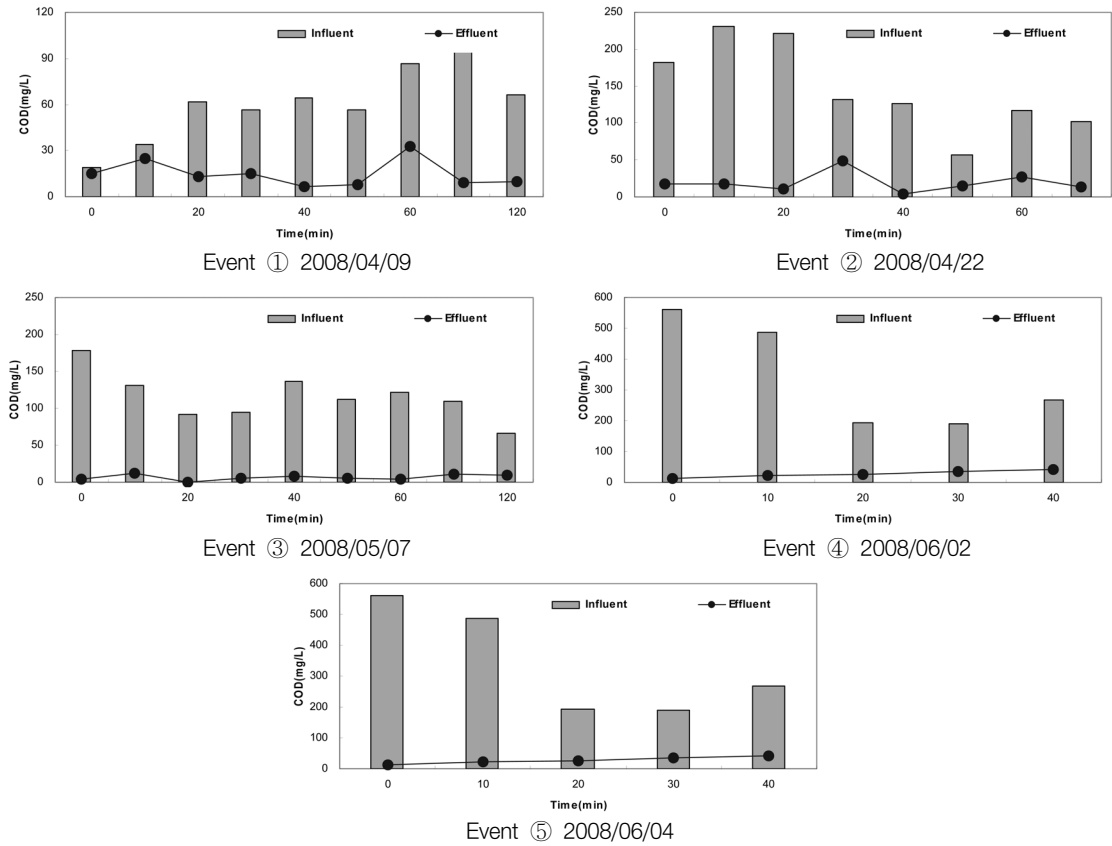 120
90
60
30
0
COD(mg/L)
Influent
Effluent
0 20 40 60 120
Time(min)
Event ① 2008/04/09
250
200
150
100
50
0
COD(mg/L)
Influent
Effluent
0 20 40 60
Time(min)
Event ② 2008/04/22
250
200
150
100
50
0
COD(mg/L)
Influent
Effluent
0 20 40 60 120
Time(min)
Event ③ 2008/05/07
600
500
400
300
200
100
0
COD(mg/L)
Influent
Effluent
0 10 20 30 40
Time(min)
Event ④ 2008/06/02
600
500
400
300
200
100
0
COD(mg/L)
Influent
Effluent
0 10 20 30 40
Time(min)
Event ⑤ 2008/06/04